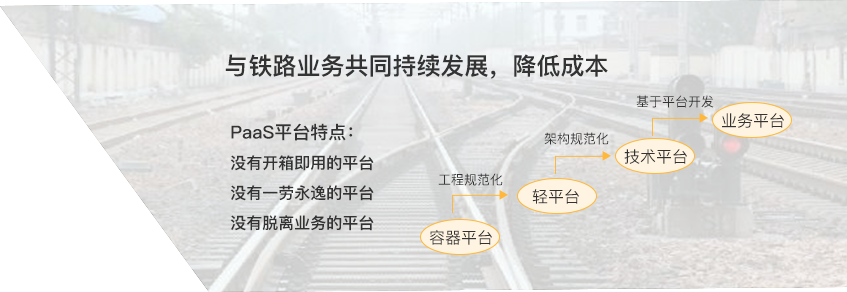 与铁路业务共同持续发展，降低成本
PaaS平台特点：
没有开箱即用的平台
没有一劳永逸的平台
没有脱离业务的平台
容器平台
工程规范化
轻平台
架构规范化
技术平台
基于平台开发
业务平台